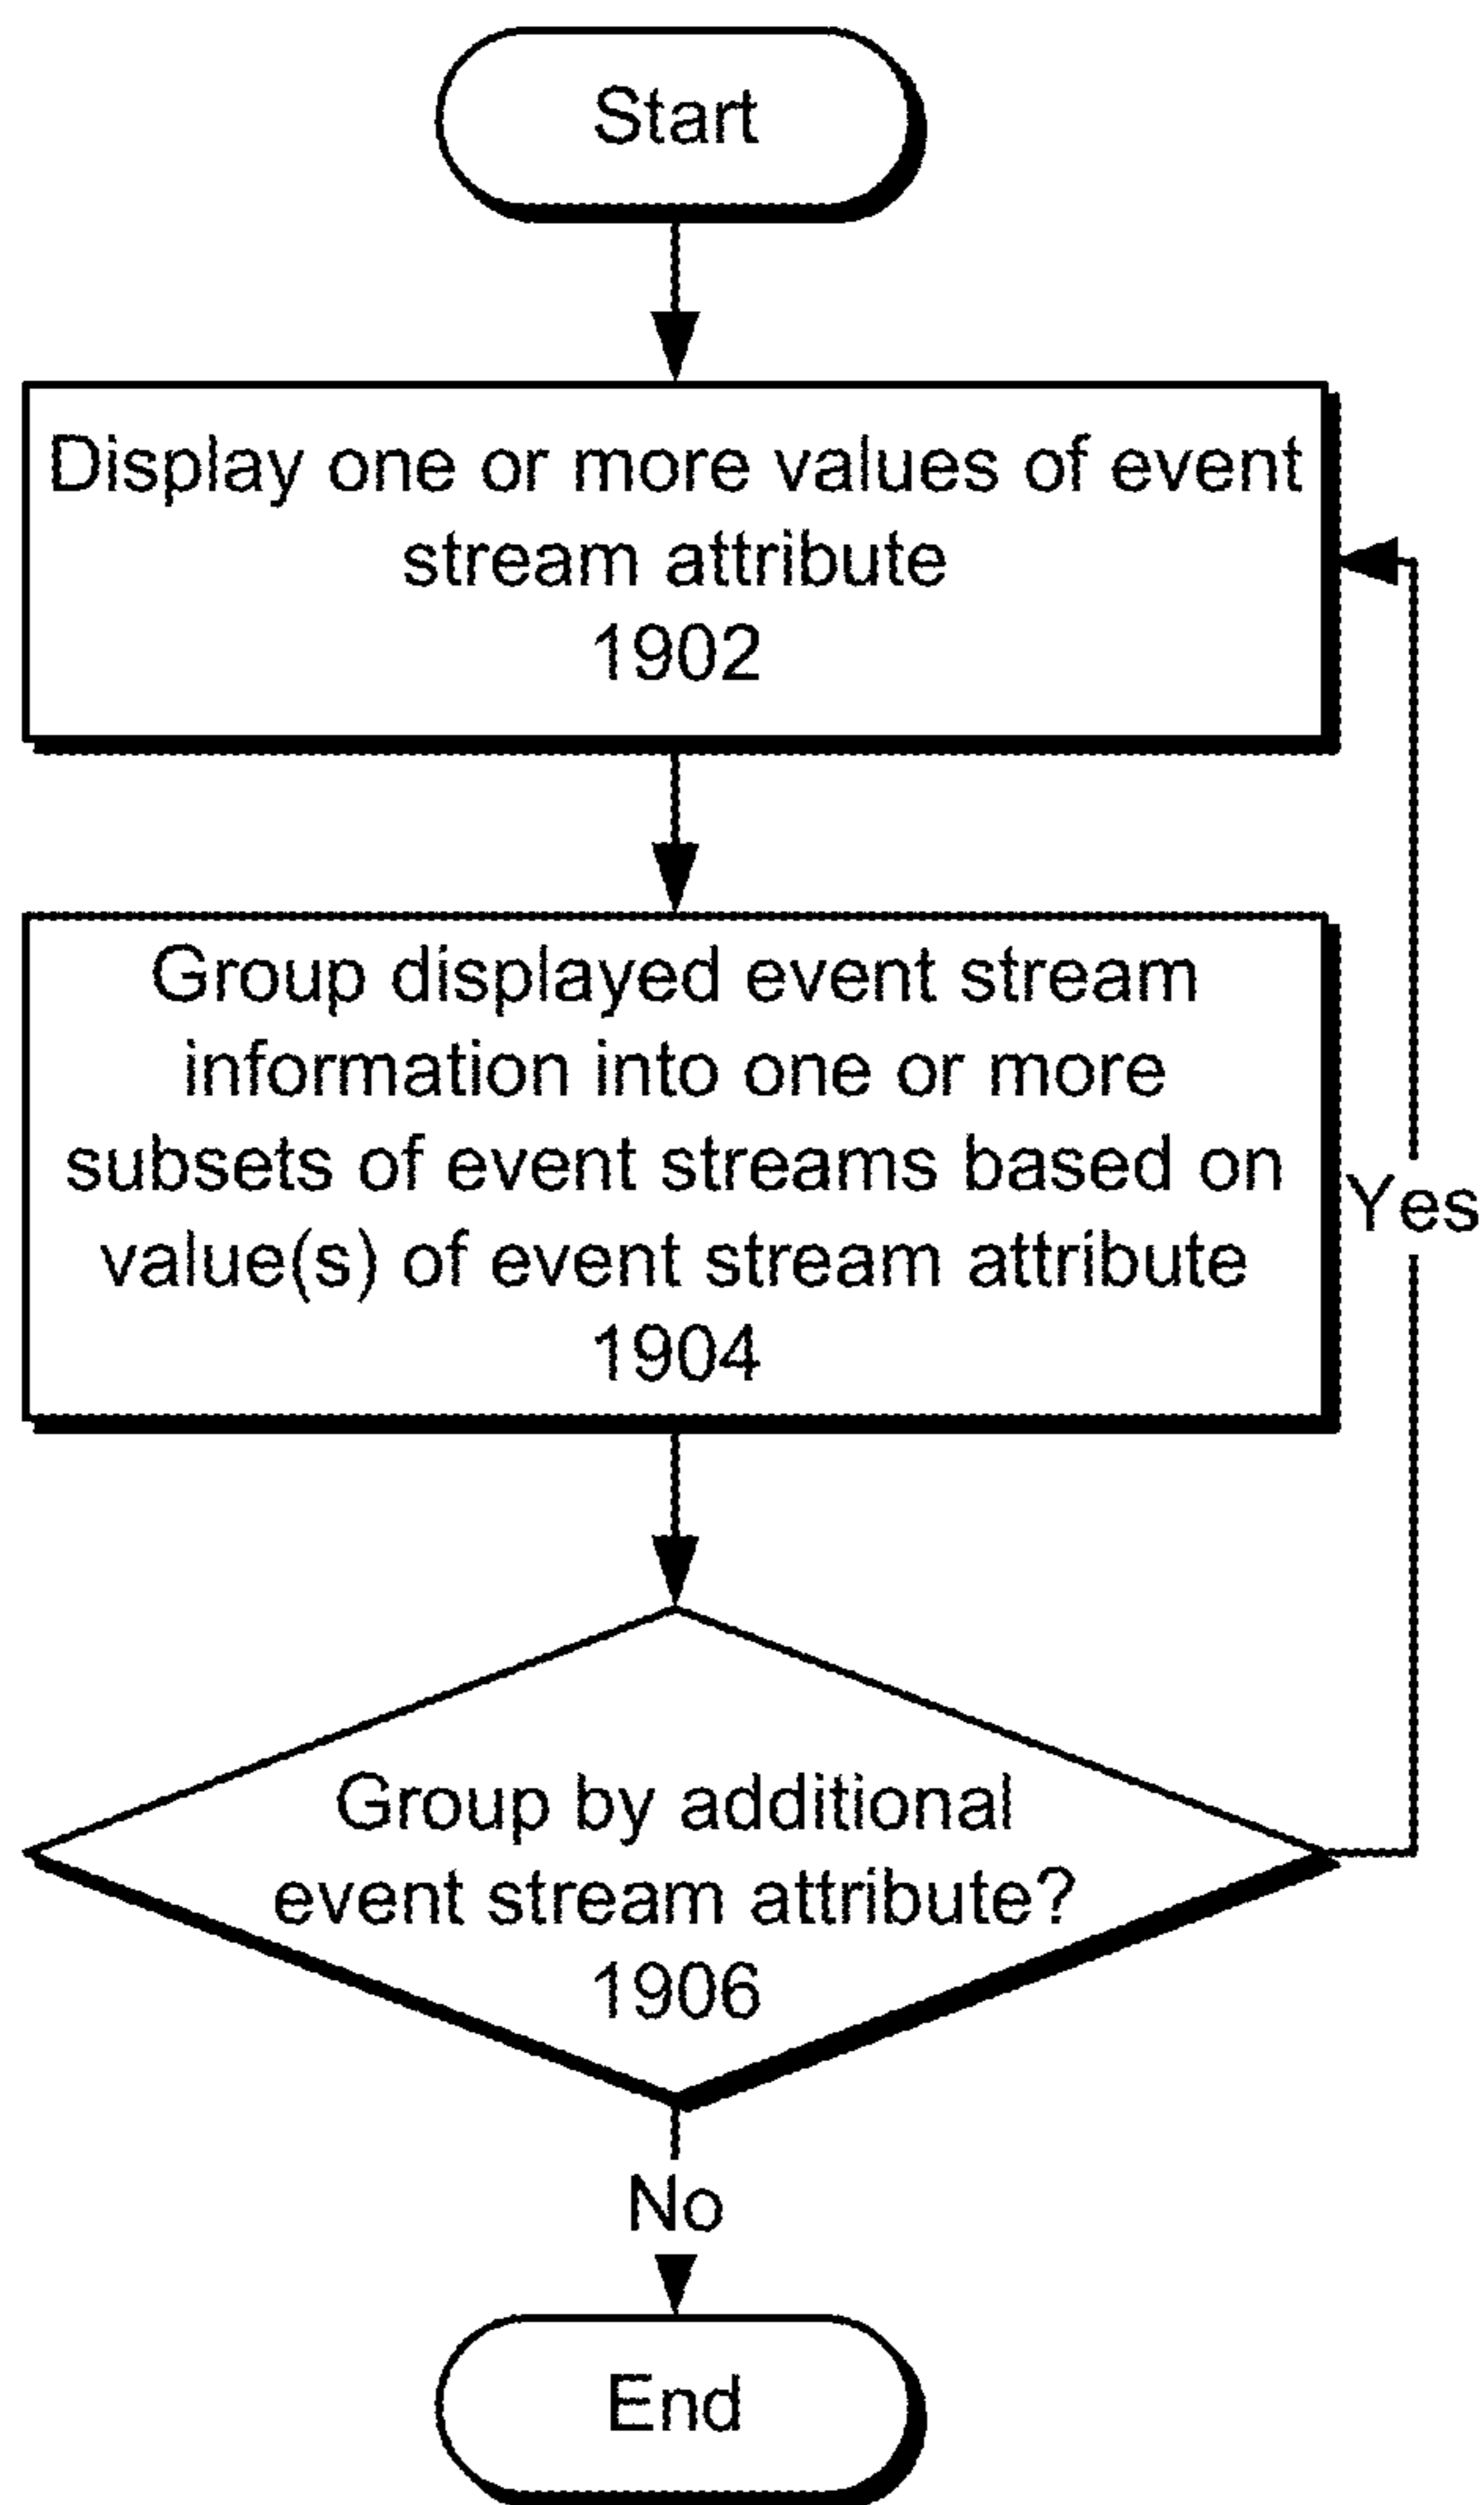 Start
Display one or more values of event
stream attribute
1902
Group displayed event stream
information into one or more
subsets of event streams based on
value(s) of event stream attribute
1904
Yes
Group by additional
event stream attribute?
1906
No
End